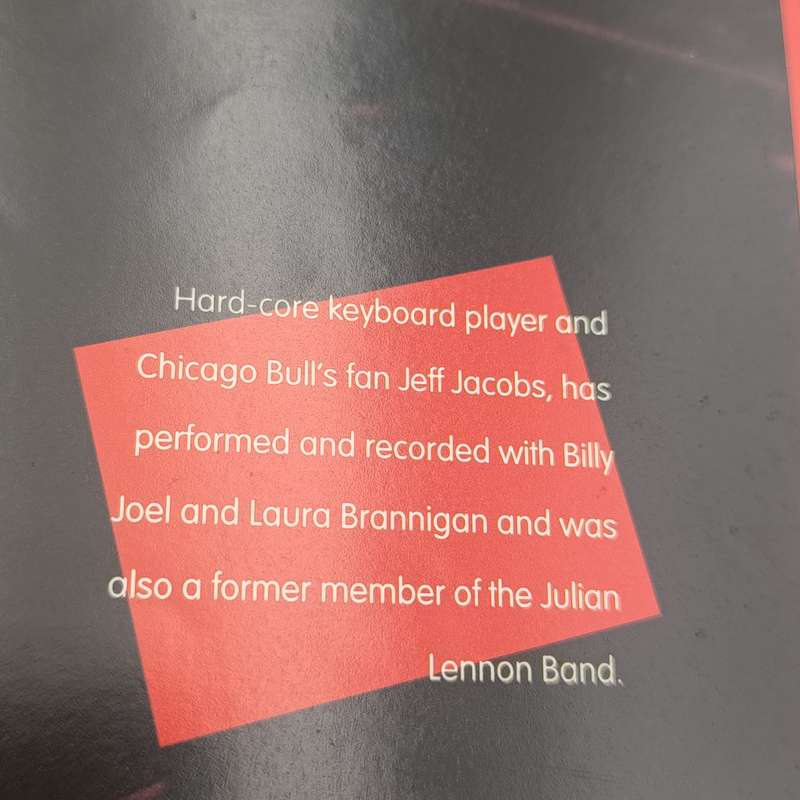 Hard-core keyboard player and
Chicago Bull's fan Jeff Jacobs, has
performed and recorded with Billy
Joel and Laura Brannigan and was
also a former member of the Julian
Lennon Band.